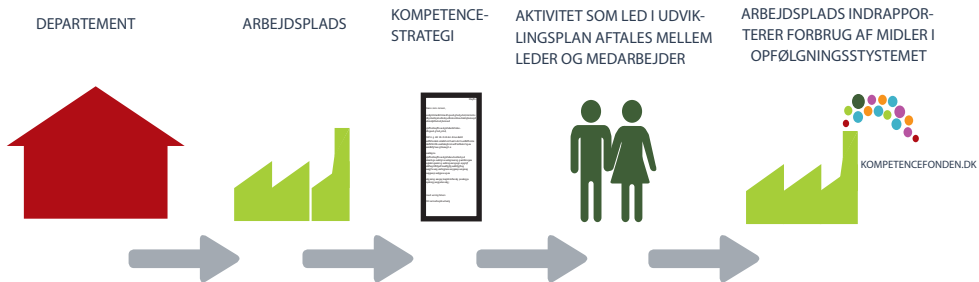 DEPARTEMENT
ARBEJDSPLADS
KOMPETENCE-
STRATEGI
AKTIVITET SOM LED I UDVIK-
LINGSPLAN AFTALES MELLEM
LEDER OG MEDARBEJDER
ARBEJDSPLADS INDRAPPOR-
TERER FORBRUG AF MIDLER I
OPFØLGNINGSSTYSTEMET
KOMPETENCEFONDEN.DK